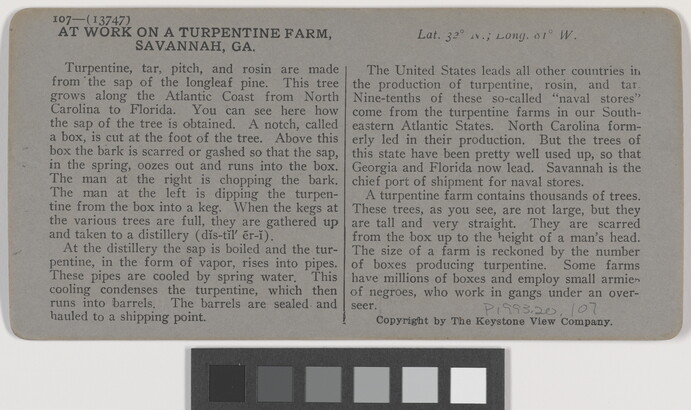 107—(13747)
AT WORK ON A TURPENTINE FARM,
SAVANNAH, GA.
Turpentine, tar, pitch, and rosin are made
from the sap of the longleaf pine. This tree
grows along the Atlantic Coast from North
Carolina to Florida. You can see here how
the sap of the tree is obtained. A notch, called
a box, is cut at the foot of the tree. Above this
box the bark is scarred or gashed so that the sap,
in the spring, oozes out and runs into the box.
The man at the right is chopping the bark.
The man at the left is dipping the turpen-
tine from the box into a keg. When the kegs at
the various trees are full, they are gathered up
and taken to a distillery (dĭs-tĭl′ ẽr-ĭ).
At the distillery the sap is boiled and the tur-
pentine, in the form of vapor, rises into pipes.
These pipes are cooled by spring water. This
cooling condenses the turpentine, which then
runs into barrels. The barrels are sealed and
hauled to a shipping point.
Lat. 32° N.; Long. 81° W.
The United States leads all other countries in
the production of turpentine, rosin, and tar.
Nine-tenths of these so-called "naval stores"
come from the turpentine farms in our South-
eastern Atlantic States. North Carolina form-
erly led in their production. But the trees of
this state have been pretty well used up, so that
Georgia and Florida now lead. Savannah is the
chief port of shipment for naval stores.
A turpentine farm contains thousands of trees.
These trees, as you see, are not large, but they
are tall and very straight. They are scarred
from the box up to the height of a man's head.
The size of a farm is reckoned by the number
of boxes producing turpentine. Some farms
have millions of boxes and employ small armies
of negroes, who work in gangs under an over-
seer.
P1993.20, 107
Copyright by The Keystone View Company.